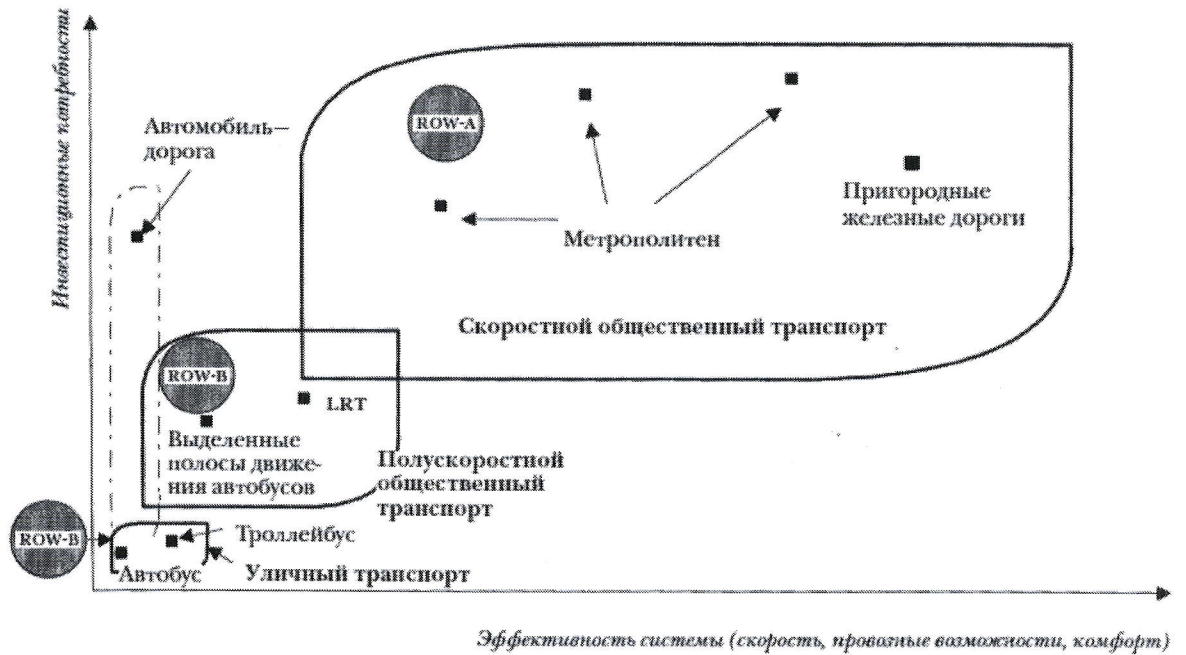 Инвестиционные потребности
ROW-A
Автомобиль–
дорога
Пригородные
железные дороги
Метрополитен
Скоростной общественный транспорт
ROW-B
LRT
Выделенные
полосы движе-
ния автобусов
Полускоростной
общественный
транспорт
ROW-B
Троллейбус
Автобус
Уличный транспорт
Эффективность системы (скорость, провозные возможности, комфорт)